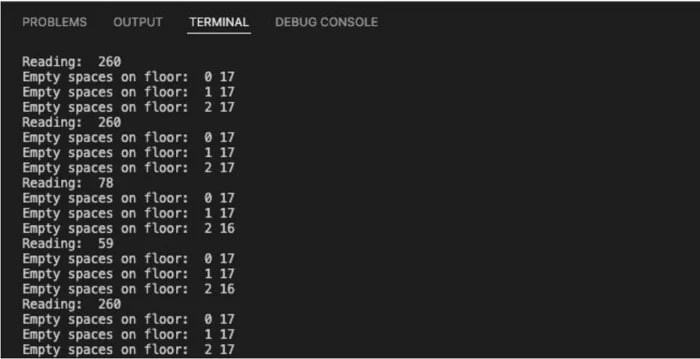 PROBLEMS OUTPUT TERMINAL DEBUG CONSOLE
Reading:  260
Empty spaces on floor:  0 17
Empty spaces on floor:  1 17
Empty spaces on floor:  2 17
Reading:  260
Empty spaces on floor:  0 17
Empty spaces on floor:  1 17
Empty spaces on floor:  2 17
Reading:  78
Empty spaces on floor:  0 17
Empty spaces on floor:  1 17
Empty spaces on floor:  2 16
Reading:  59
Empty spaces on floor:  0 17
Empty spaces on floor:  1 17
Empty spaces on floor:  2 16
Reading:  260
Empty spaces on floor:  0 17
Empty spaces on floor:  1 17
Empty spaces on floor:  2 17